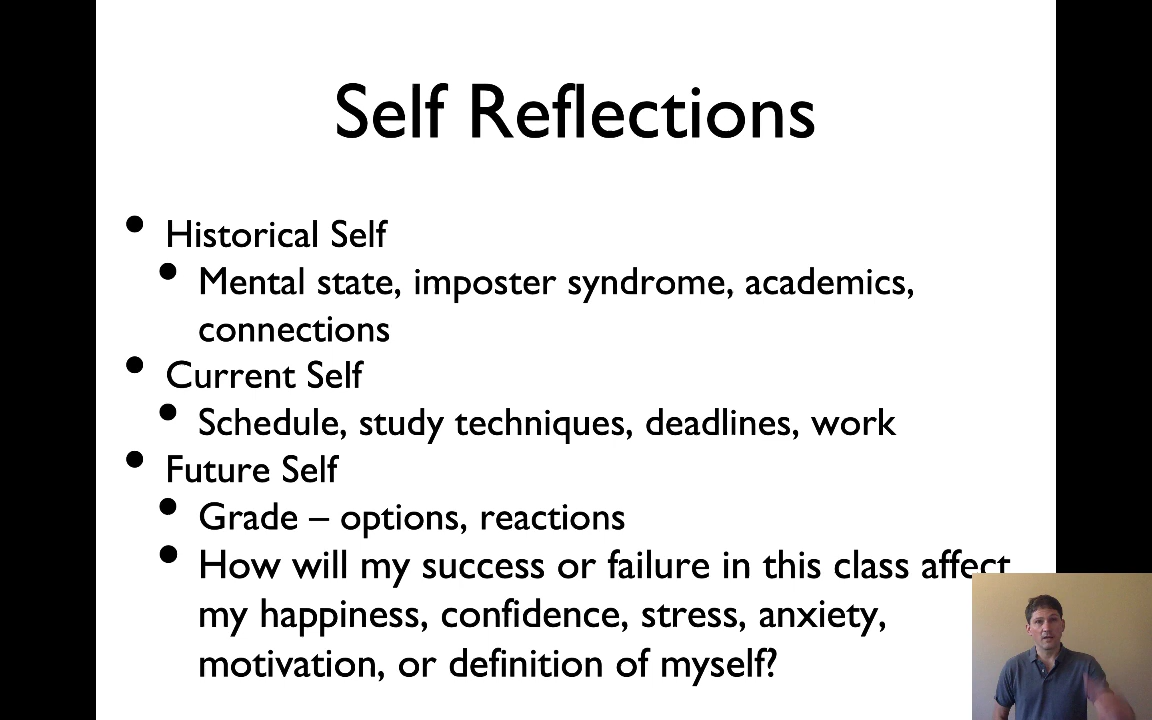 Self Reflections
• Historical Self
• Mental state, imposter syndrome, academics,
connections
• Current Self
• Schedule, study techniques, deadlines, work
• Future Self
• Grade – options, reactions
• How will my success or failure in this class affect
my happiness, confidence, stress, anxiety,
motivation, or definition of myself?